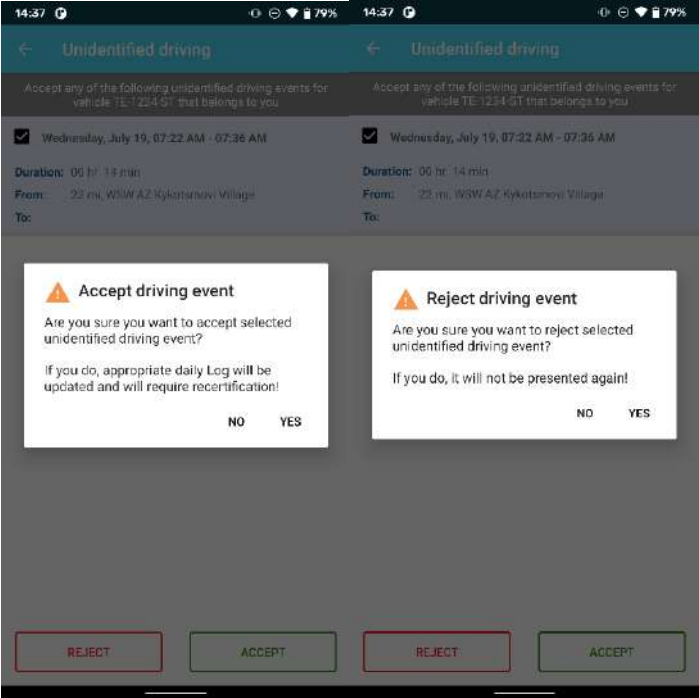 14:37
79%
Unidentified driving
Accept any of the following unidentified driving events for
vehicle TE-1234-ST that belongs to you
Wednesday, July 19, 07:22 AM - 07:36 AM
Duration: 00 hr 14 min
From: 22 mi, WSW AZ Kykotsmovi Village
To:
Accept driving event
Are you sure you want to accept selected
unidentified driving event?
If you do, appropriate daily Log will be
updated and will require recertification!
NO YES
REJECT ACCEPT
14:37
79%
Unidentified driving
Accept any of the following unidentified driving events for
vehicle TE-1234-ST that belongs to you
Wednesday, July 19, 07:22 AM - 07:36 AM
Duration: 00 hr 14 min
From: 22 mi, WSW AZ Kykotsmovi Village
To:
Reject driving event
Are you sure you want to reject selected
unidentified driving event?
If you do, it will not be presented again!
NO YES
REJECT ACCEPT